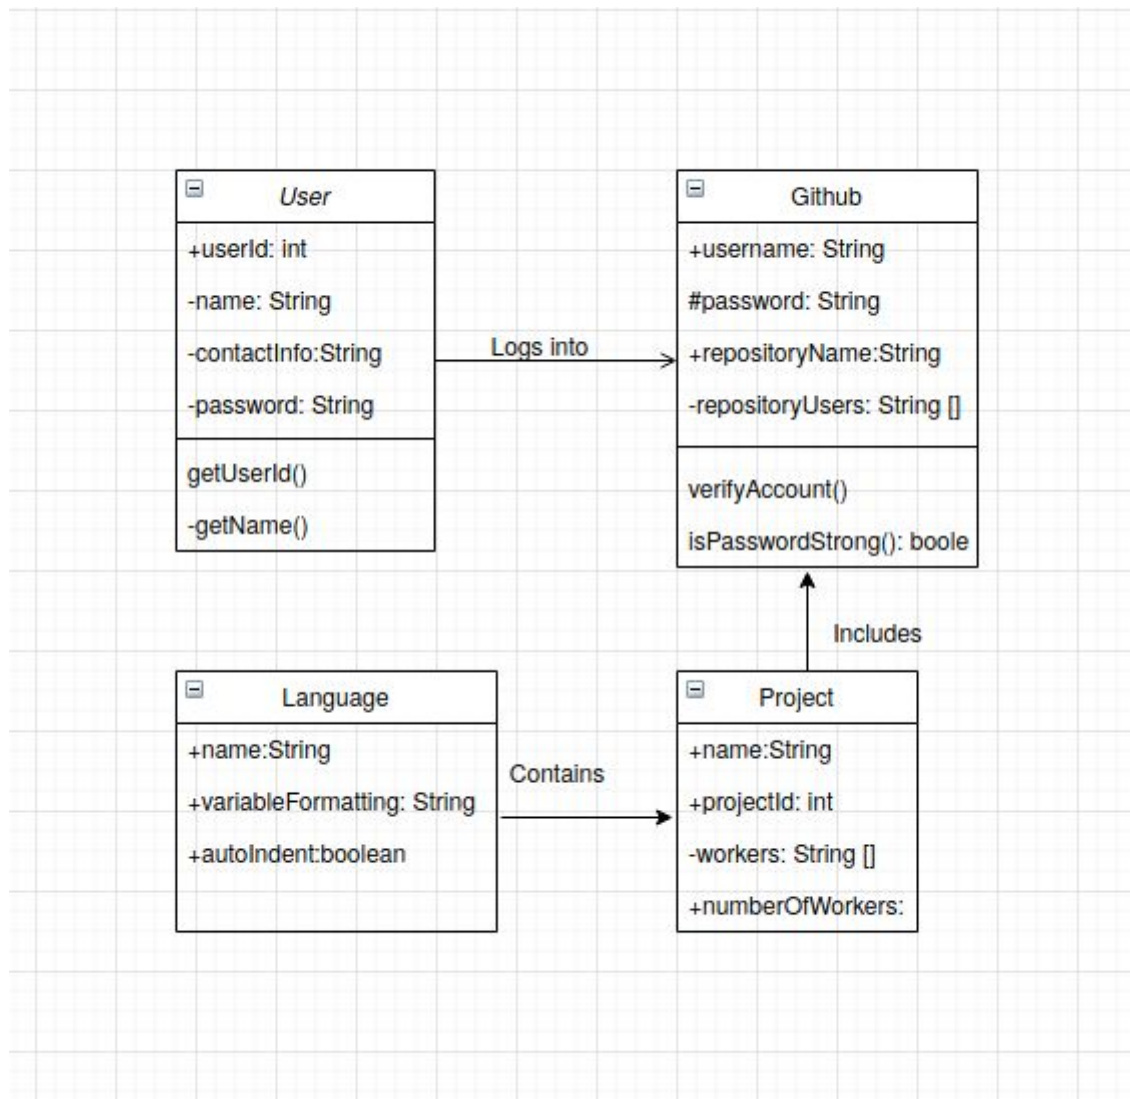 User
+userId: int
-name: String
-contactInfo:String
-password: String
getUserId()
-getName()
Logs into
Github
+username: String
#password: String
+repositoryName:String
-repositoryUsers: String []
verifyAccount()
isPasswordStrong(): boole
Includes
Language
+name:String
+variableFormatting: String
+autoIndent:boolean
Contains
Project
+name:String
+projectId: int
-workers: String []
+numberOfWorkers: